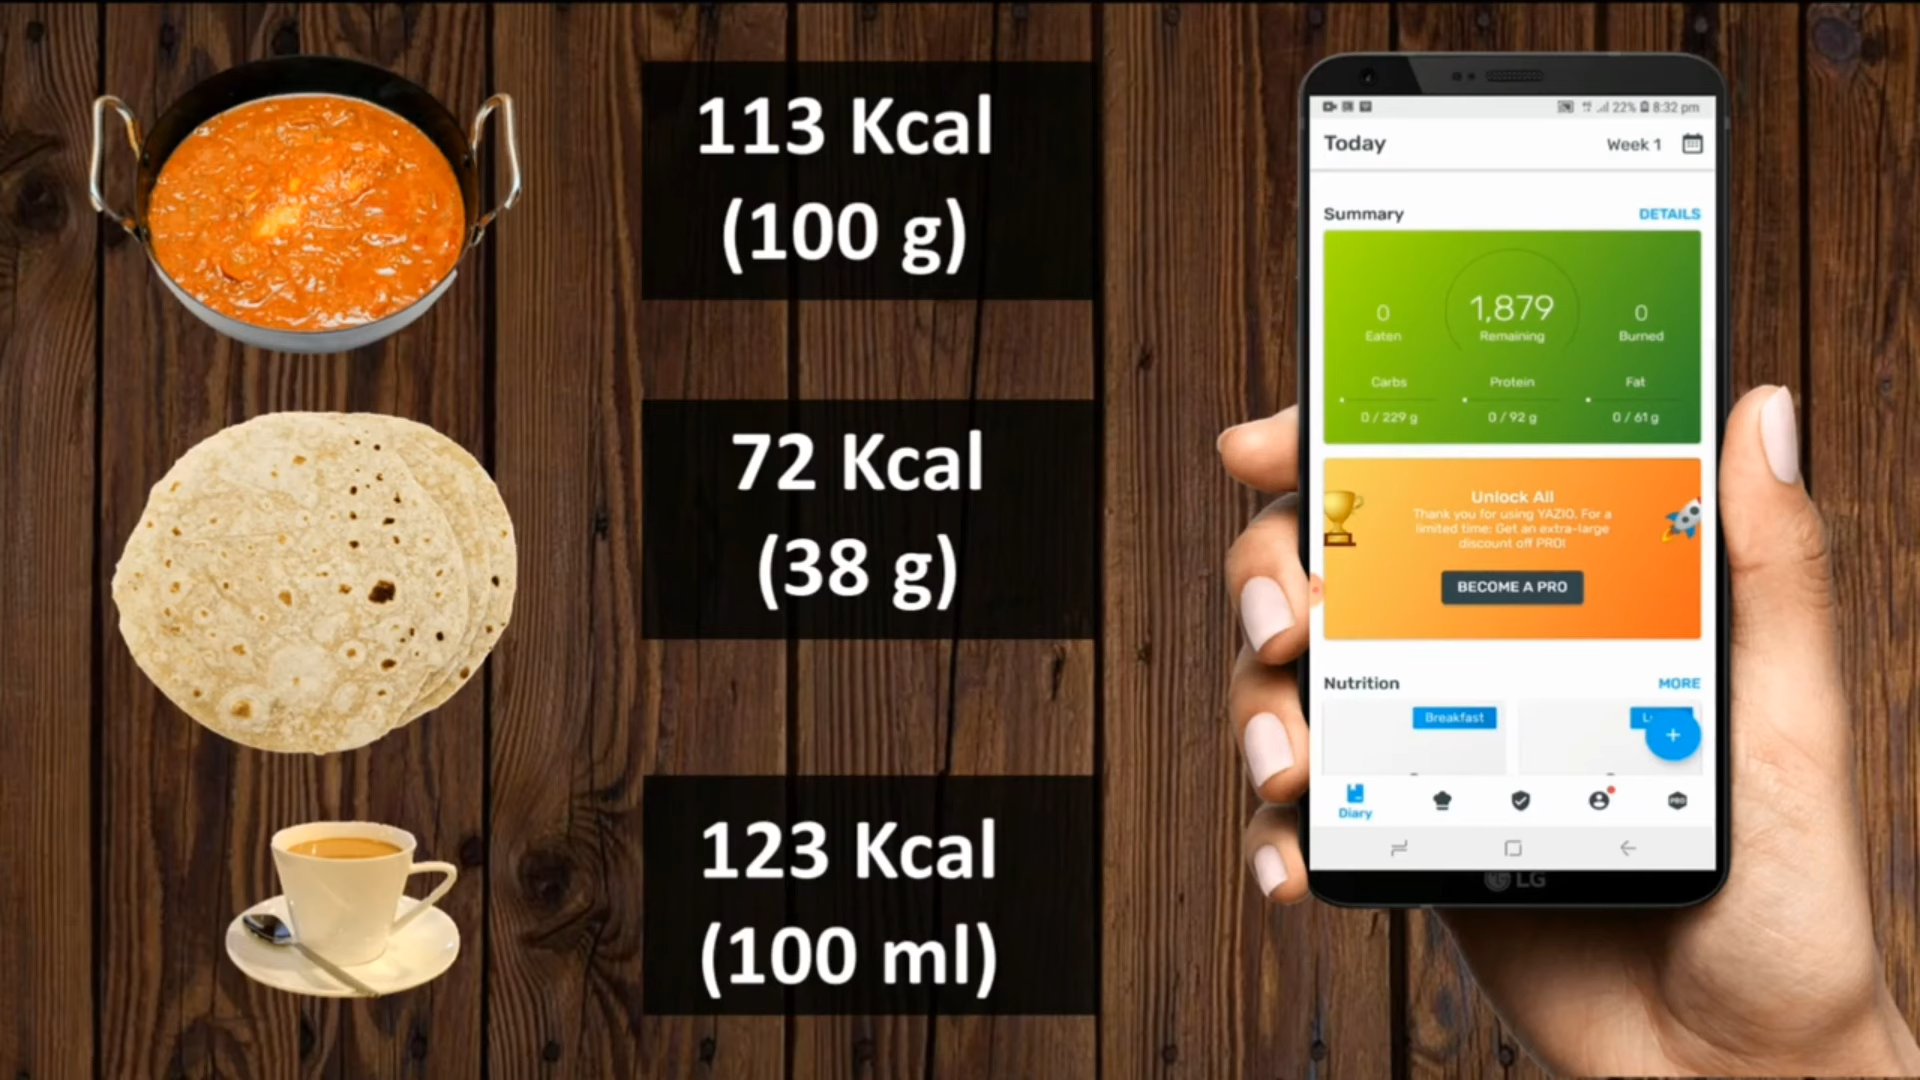 113 Kcal
(100 g)
72 Kcal
(38 g)
123 Kcal
(100 ml)
22% 8:32 pm
Today
Week 1
Summary
DETAILS
0
1,879
0
Eaten
Remaining
Burned
Carbs
Protein
Fat
0 / 229 g
0 / 92 g
0 / 61 g
Unlock All
Thank you for using YAZIO. For a
limited time: Get an extra-large
discount off PRO!
BECOME A PRO
Nutrition
MORE
Breakfast
+
Diary
PRO
LG